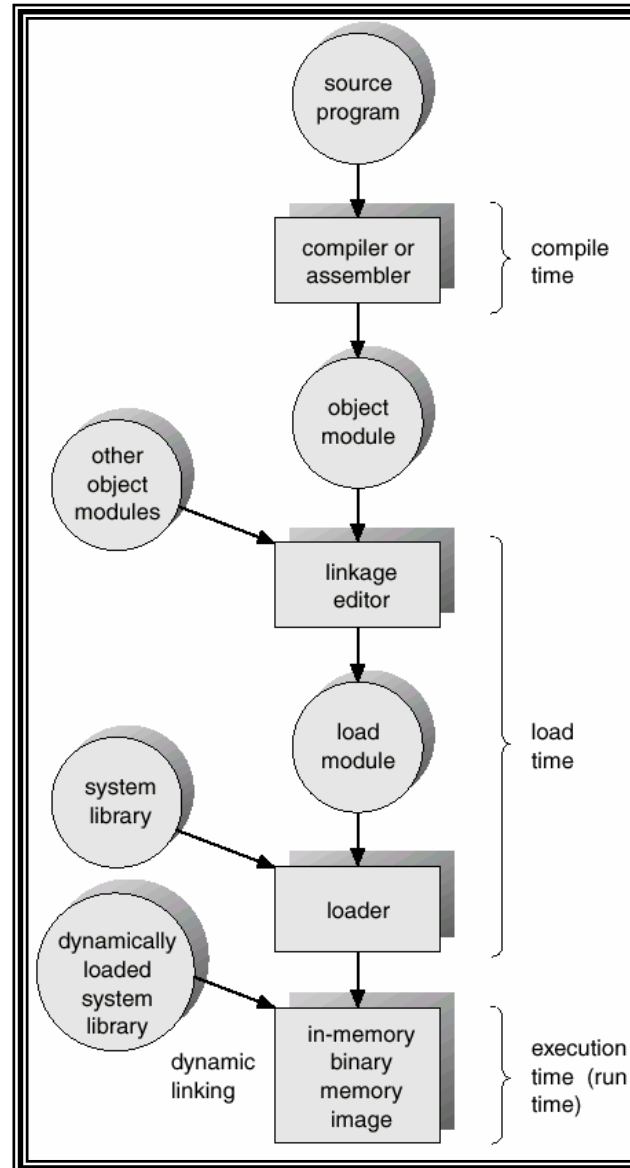 source
program
compiler or
assembler
compile
time
object
module
other
object
modules
linkage
editor
load
module
load
time
system
library
loader
dynamically
loaded
system
library
dynamic
linking
in-memory
binary
memory
image
execution
time (run
time)